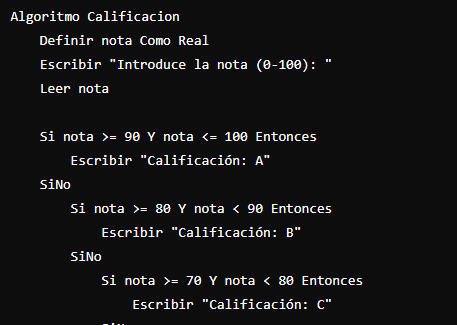 Algoritmo Calificacion
Definir nota Como Real
Escribir "Introduce la nota (0-100): "
Leer nota
Si nota >= 90 Y nota <= 100 Entonces
Escribir "Calificación: A"
SiNo
Si nota >= 80 Y nota < 90 Entonces
Escribir "Calificación: B"
SiNo
Si nota >= 70 Y nota < 80 Entonces
Escribir "Calificación: C"